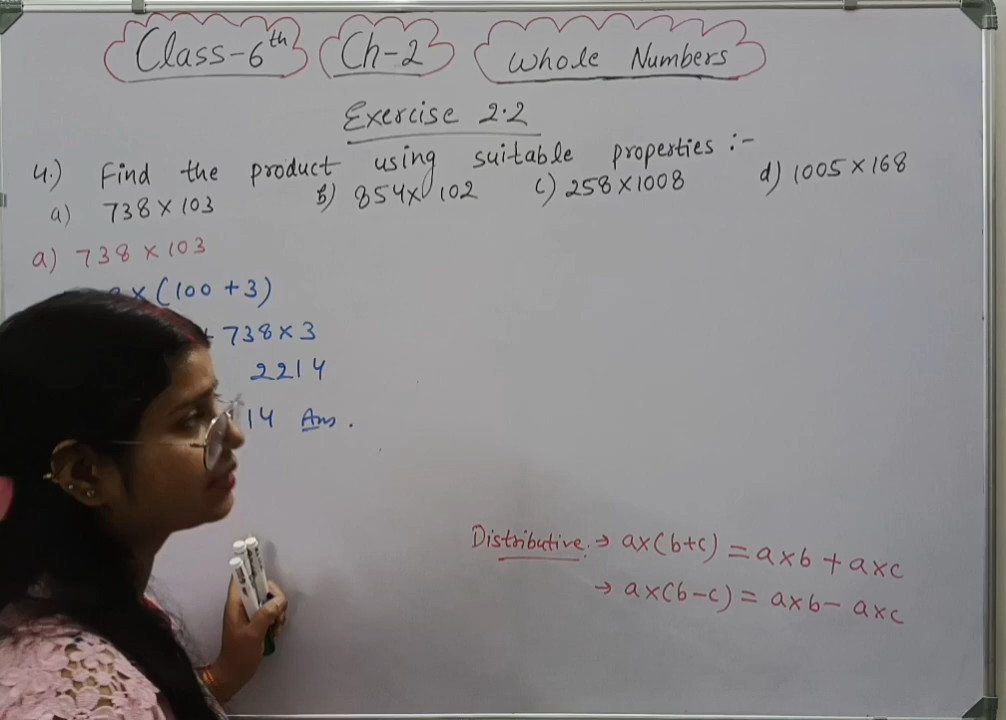 Class-6th Ch-2 Whole Numbers
Exercise 2.2
4.) Find the product using suitable properties :-
a) 738 × 103 B) 854 × 102 c) 258 × 1008 d) 1005 × 168
a) 738 × 103
× (100 + 3)
+ 738 × 3
2214
14 Ans.
Distributive. → a×(b+c) = a×b + a×c
→ a×(b-c) = a×b - a×c